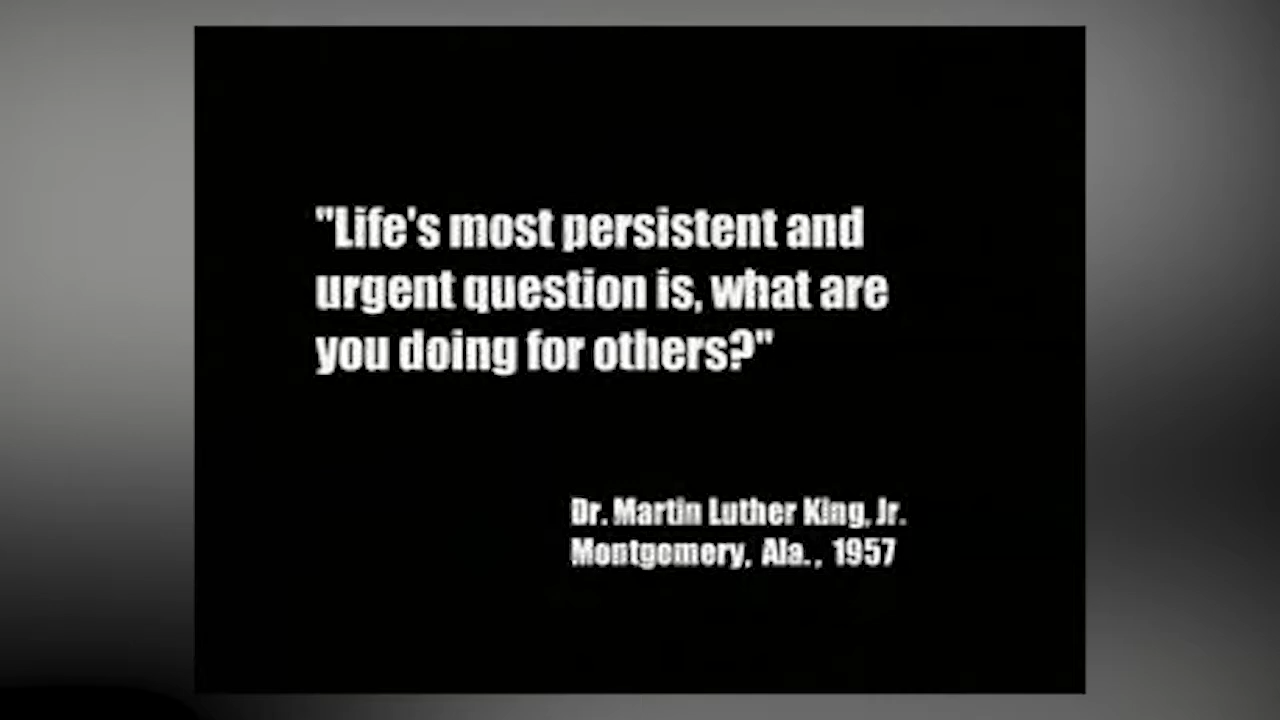 "Life's most persistent and
urgent question is, what are
you doing for others?"
Dr. Martin Luther King, Jr.
Montgomery, Ala., 1957